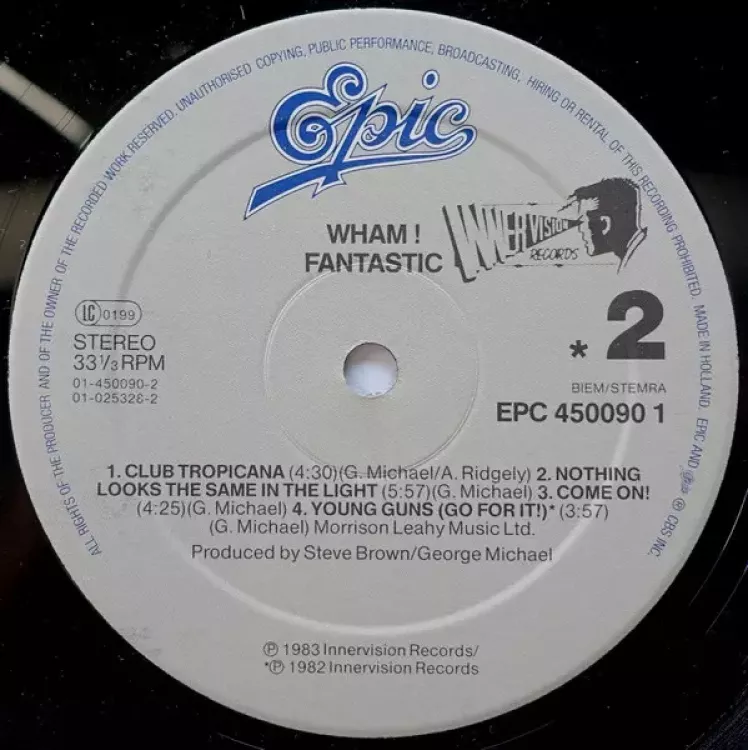 ALL RIGHTS OF THE PRODUCER AND OF THE OWNER OF THE RECORDED WORK RESERVED. UNAUTHORISED COPYING, PUBLIC PERFORMANCE, BROADCASTING, HIRING OR RENTAL OF THIS RECORDING PROHIBITED. MADE IN HOLLAND. EPIC AND Epic ℗ CBS INC.
Epic
WHAM !
FANTASTIC
INNERVISION
RECORDS
LC 0199
STEREO
33 1/3 RPM
01-450090-2
01-025328-2
* 2
BIEM/STEMRA
EPC 450090 1
1. CLUB TROPICANA (4:30)(G. Michael/A. Ridgely) 2. NOTHING
LOOKS THE SAME IN THE LIGHT (5:57)(G. Michael) 3. COME ON!
(4:25)(G. Michael) 4. YOUNG GUNS (GO FOR IT!)* (3:57)
(G. Michael) Morrison Leahy Music Ltd.
Produced by Steve Brown/George Michael
℗ 1983 Innervision Records/
*℗ 1982 Innervision Records